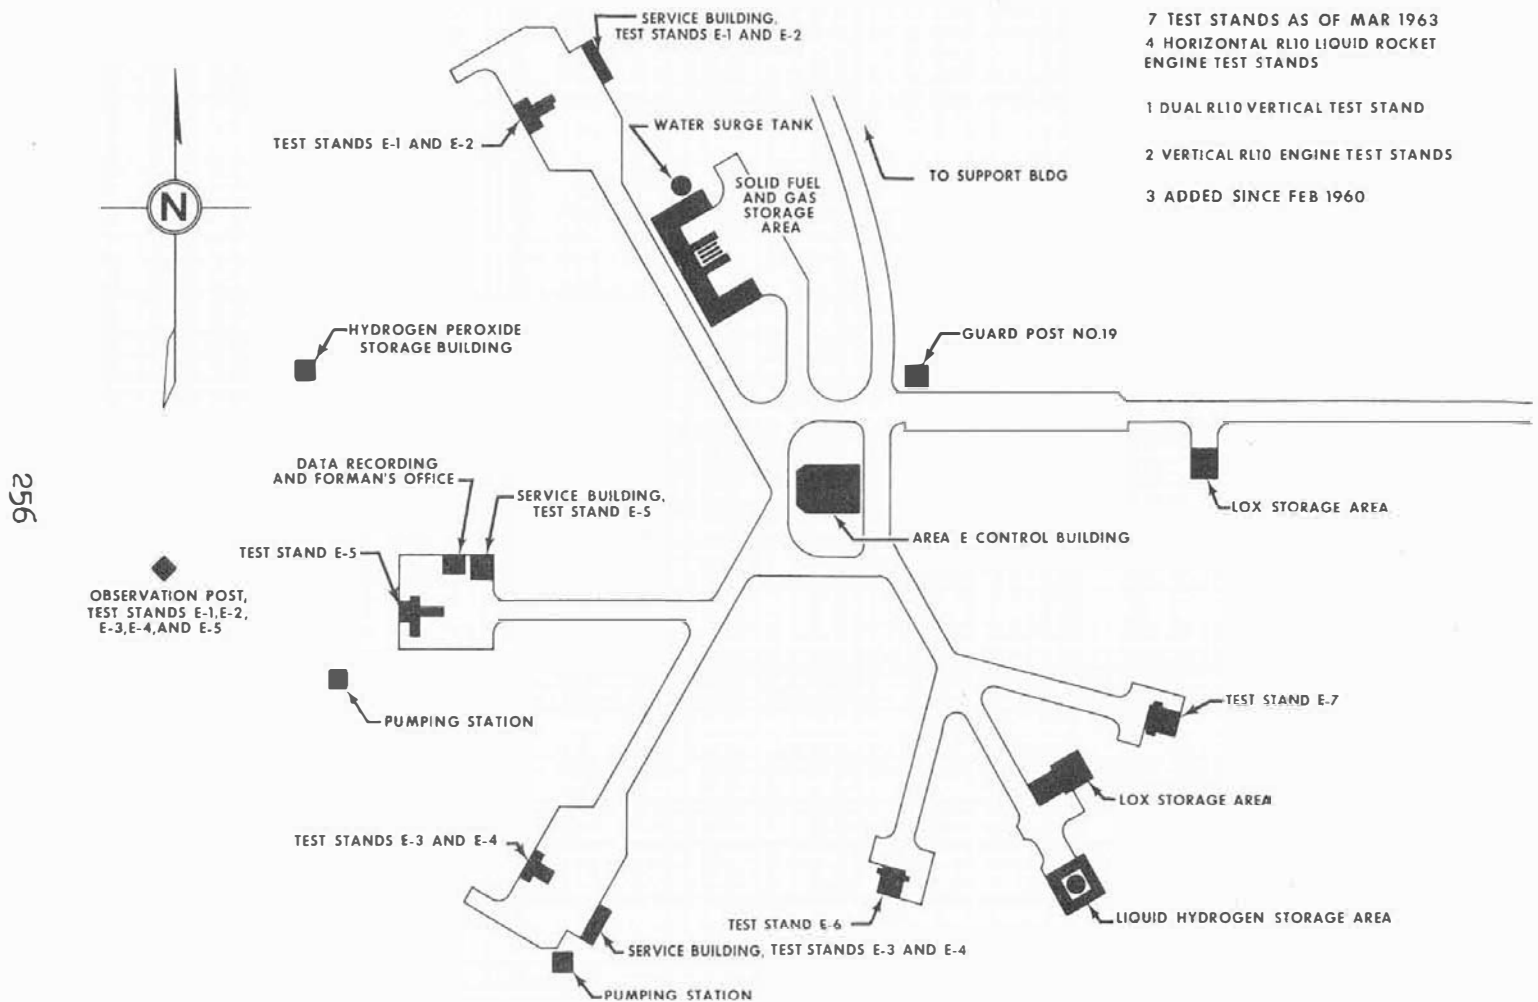 SERVICE BUILDING,
TEST STANDS E-1 AND E-2
7 TEST STANDS AS OF MAR 1963
4 HORIZONTAL RL10 LIQUID ROCKET
ENGINE TEST STANDS
1 DUAL RL10 VERTICAL TEST STAND
2 VERTICAL RL10 ENGINE TEST STANDS
3 ADDED SINCE FEB 1960
TEST STANDS E-1 AND E-2
WATER SURGE TANK
TO SUPPORT BLDG
SOLID FUEL
AND GAS
STORAGE
AREA
N
HYDROGEN PEROXIDE
STORAGE BUILDING
GUARD POST NO.19
DATA RECORDING
AND FORMAN'S OFFICE
SERVICE BUILDING,
TEST STAND E-5
LOX STORAGE AREA
AREA E CONTROL BUILDING
TEST STAND E-5
256
OBSERVATION POST,
TEST STANDS E-1,E-2,
E-3,E-4,AND E-5
PUMPING STATION
TEST STAND E-7
LOX STORAGE AREA
TEST STANDS E-3 AND E-4
TEST STAND E-6
LIQUID HYDROGEN STORAGE AREA
SERVICE BUILDING, TEST STANDS E-3 AND E-4
PUMPING STATION